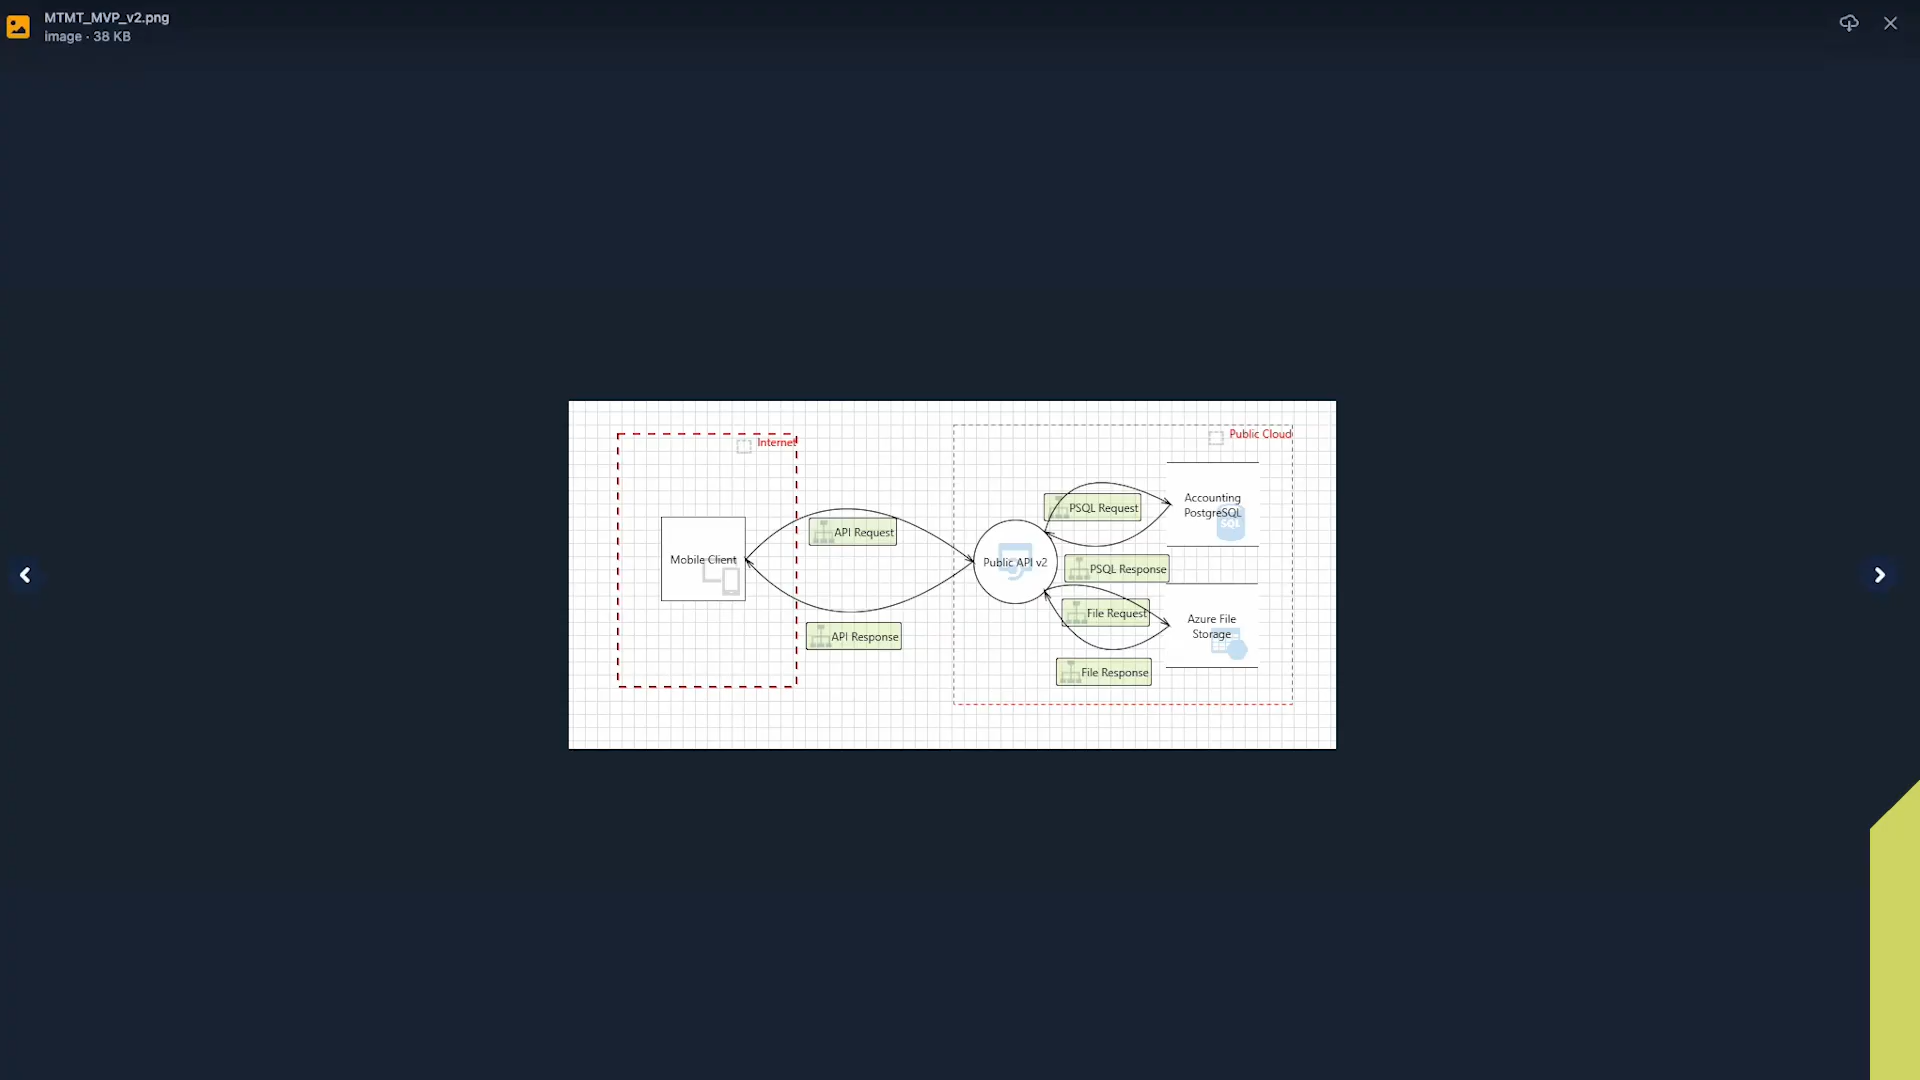 MTMT_MVP_v2.png
image · 38 KB
Internet
Public Cloud
Accounting
PostgreSQL
SQL
PSQL Request
API Request
Mobile Client
Public API v2
PSQL Response
File Request
Azure File
Storage
API Response
File Response